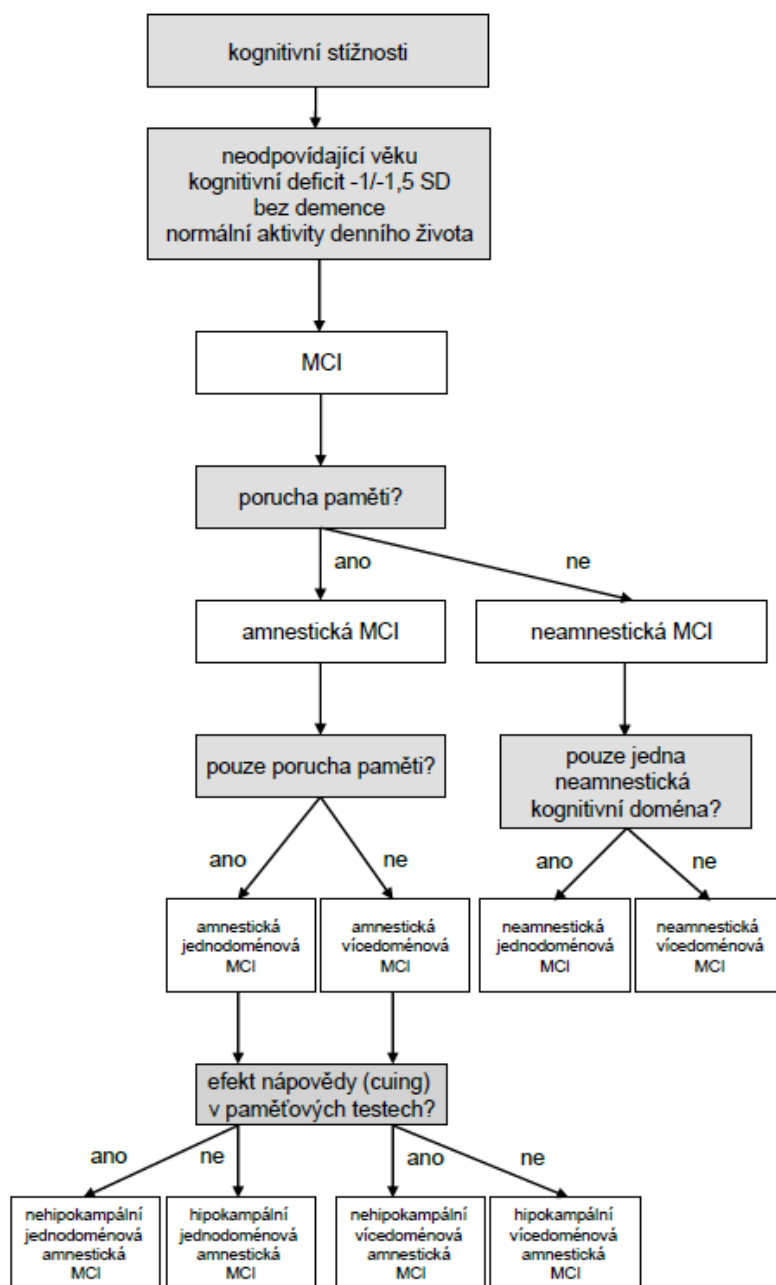 kognitivní stížnosti
neodpovídající věku
kognitivní deficit -1/-1,5 SD
bez demence
normální aktivity denního života
MCI
porucha paměti?
ano
ne
amnestická MCI
neamnestická MCI
pouze porucha paměti?
pouze jedna
neamnestická
kognitivní doména?
ano
ne
ano
ne
amnestická
jednodoménová
MCI
amnestická
vícedoménová
MCI
neamnestická
jednodoménová
MCI
neamnestická
vícedoménová
MCI
efekt nápovědy (cuing)
v paměťových testech?
ano
ne
ano
ne
nehipokampální
jednodoménová
amnestická
MCI
hipokampální
jednodoménová
amnestická
MCI
nehipokampální
vícedoménová
amnestická
MCI
hipokampální
vícedoménová
amnestická
MCI